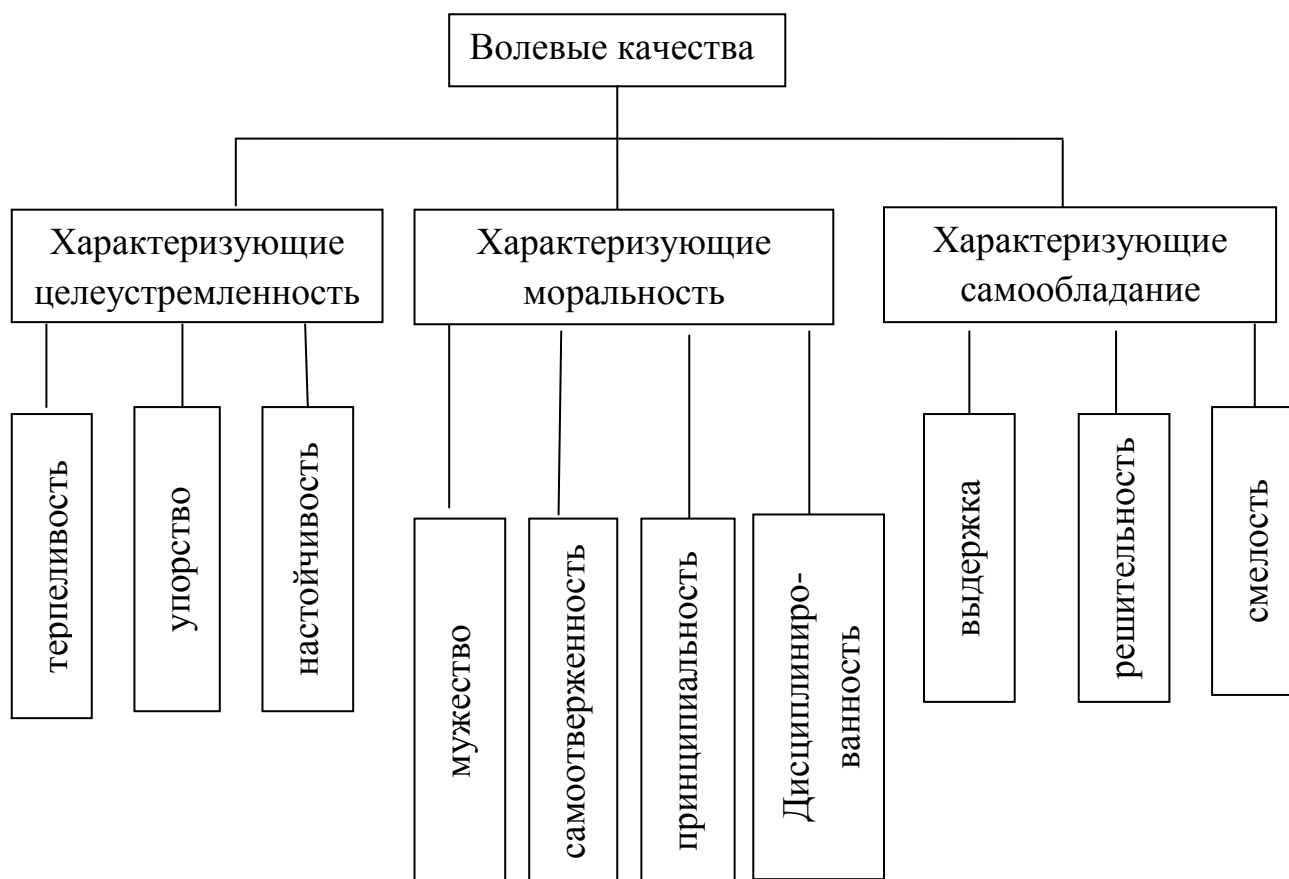 Волевые качества
Характеризующие
целеустремленность
Характеризующие
моральность
Характеризующие
самообладание
терпеливость
упорство
настойчивость
мужество
самоотверженность
принципиальность
Дисциплиниро-
ванность
выдержка
решительность
смелость